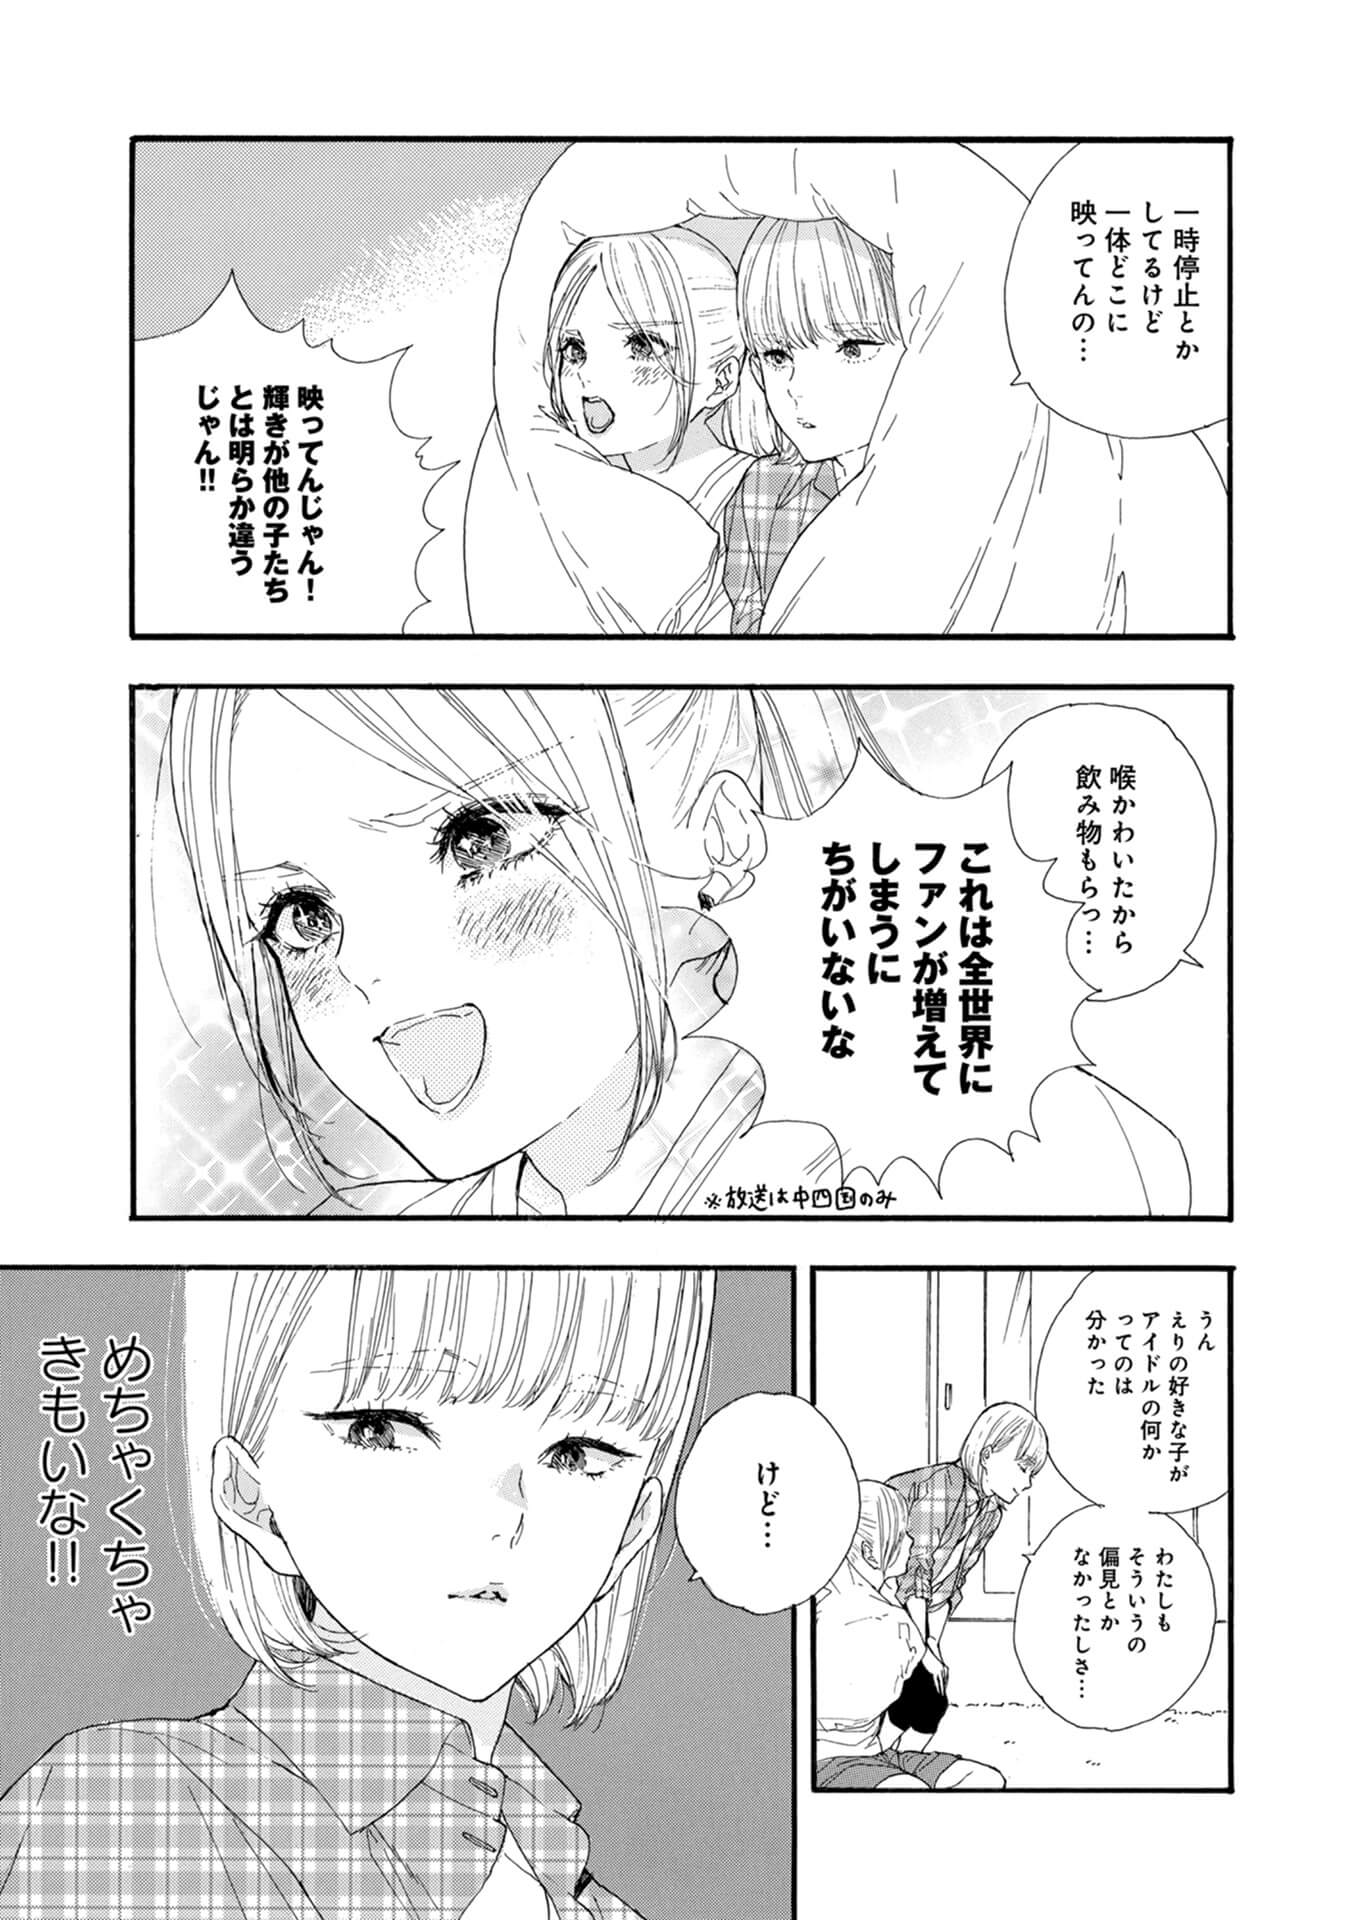 一時停止とか
してるけど
一体どこに
映ってんの…
映ってんじゃん！
輝きが他の子たち
とは明らか違う
じゃん!!
喉かわいたから
飲み物もらっ…
これは全世界に
ファンが増えて
しまうに
ちがいないな
※放送は中四国のみ
うん
えりの好きな子が
アイドルの何か
ってのは
分かった
わたしも
そういうの
偏見とか
なかったしさ…
けど…
めちゃくちゃ
きもいな!!